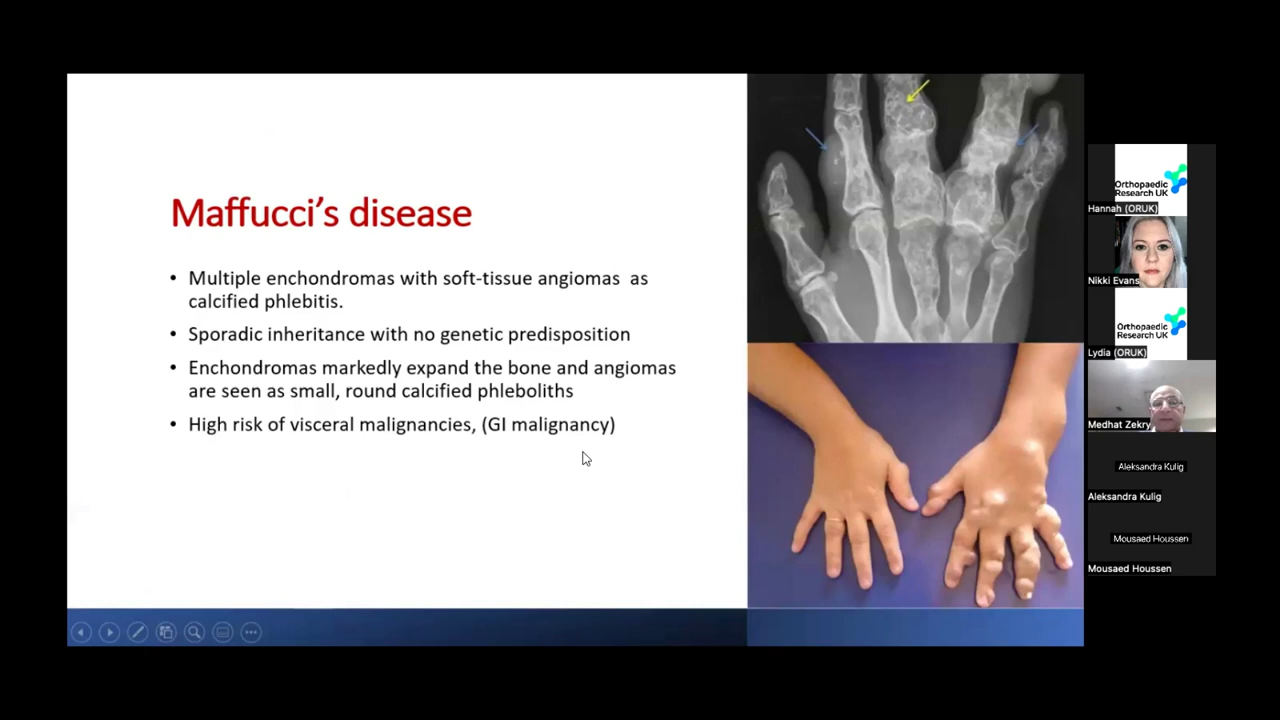 Maffucci's disease
• Multiple enchondromas with soft-tissue angiomas as
calcified phlebitis.
• Sporadic inheritance with no genetic predisposition
• Enchondromas markedly expand the bone and angiomas
are seen as small, round calcified phleboliths
• High risk of visceral malignancies, (GI malignancy)
Orthopaedic
Research UK
Hannah (ORUK)
Nikki Evans
Orthopaedic
Research UK
Lydia (ORUK)
Medhat Zekry
Aleksandra Kulig
Aleksandra Kulig
Mousaed Houssen
Mousaed Houssen